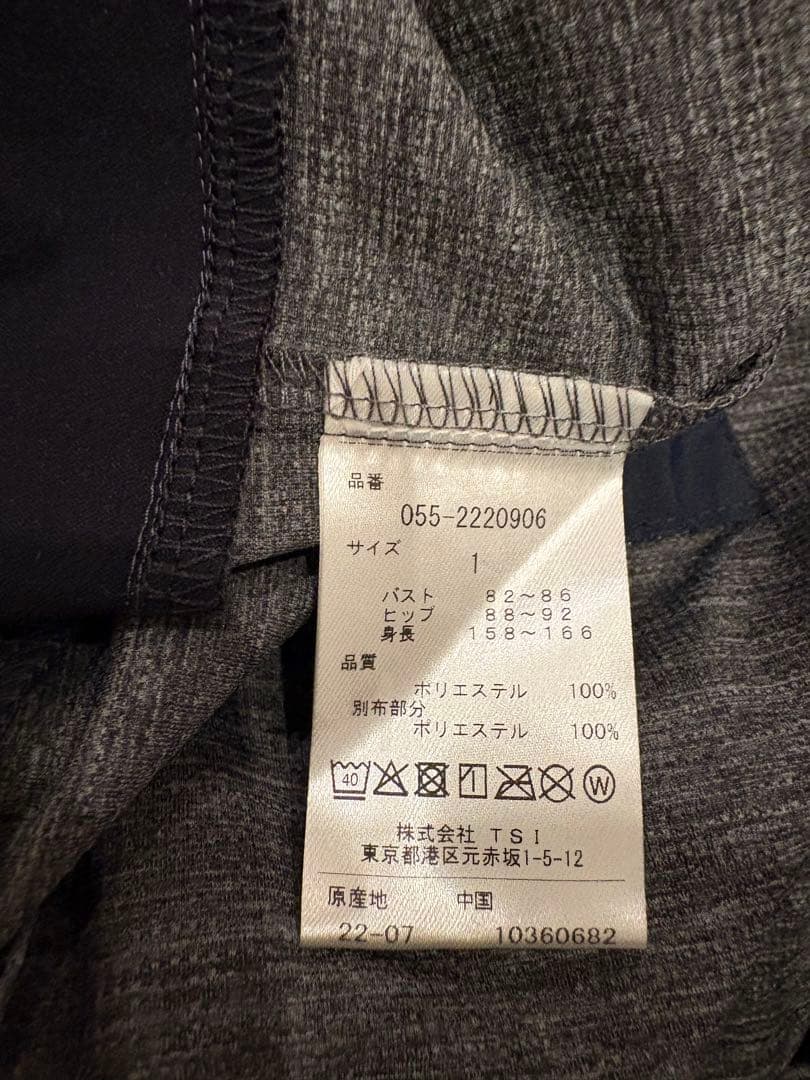 品番
055-2220906
サイズ
1
バスト 82～86
ヒップ 88～92
身長 158～166
品質
ポリエステル 100%
別布部分
ポリエステル 100%
40 1 W
株式会社 TSI
東京都港区元赤坂1-5-12
原産地 中国
22-07 10360682